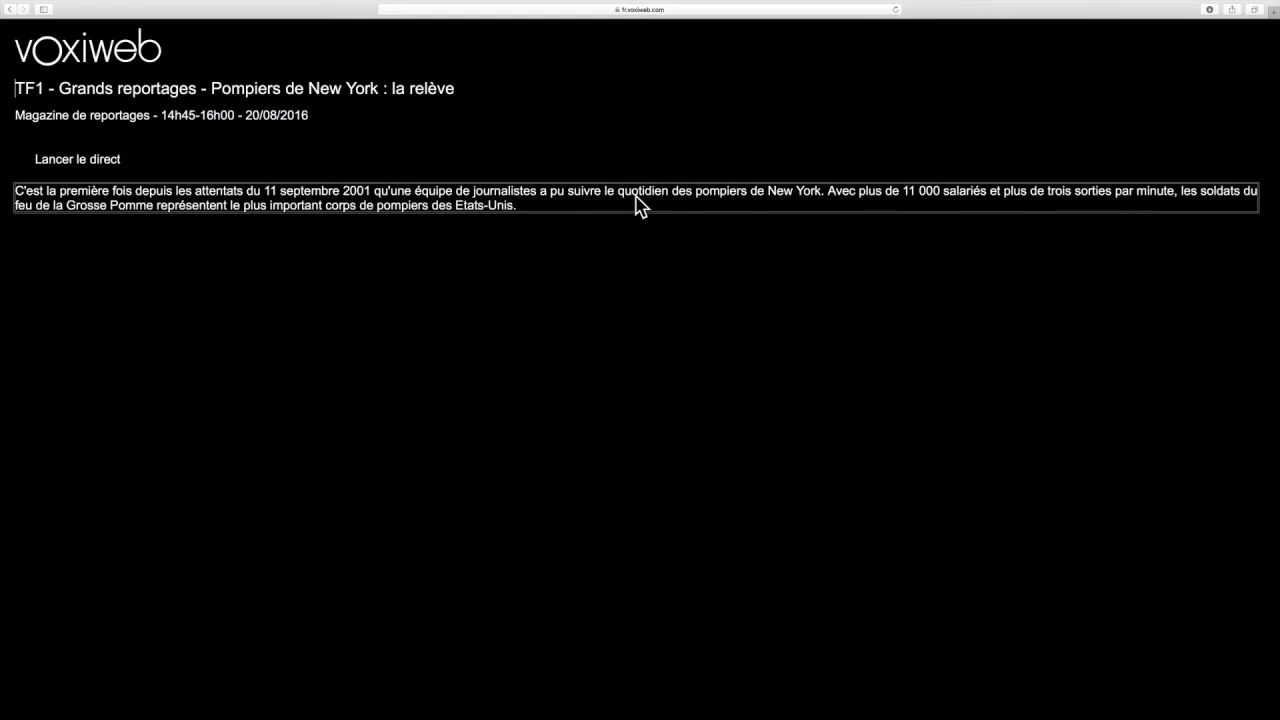 fr.voxiweb.com
voxiweb
TF1 - Grands reportages - Pompiers de New York : la relève
Magazine de reportages - 14h45-16h00 - 20/08/2016
Lancer le direct
C'est la première fois depuis les attentats du 11 septembre 2001 qu'une équipe de journalistes a pu suivre le quotidien des pompiers de New York. Avec plus de 11 000 salariés et plus de trois sorties par minute, les soldats du
feu de la Grosse Pomme représentent le plus important corps de pompiers des Etats-Unis.